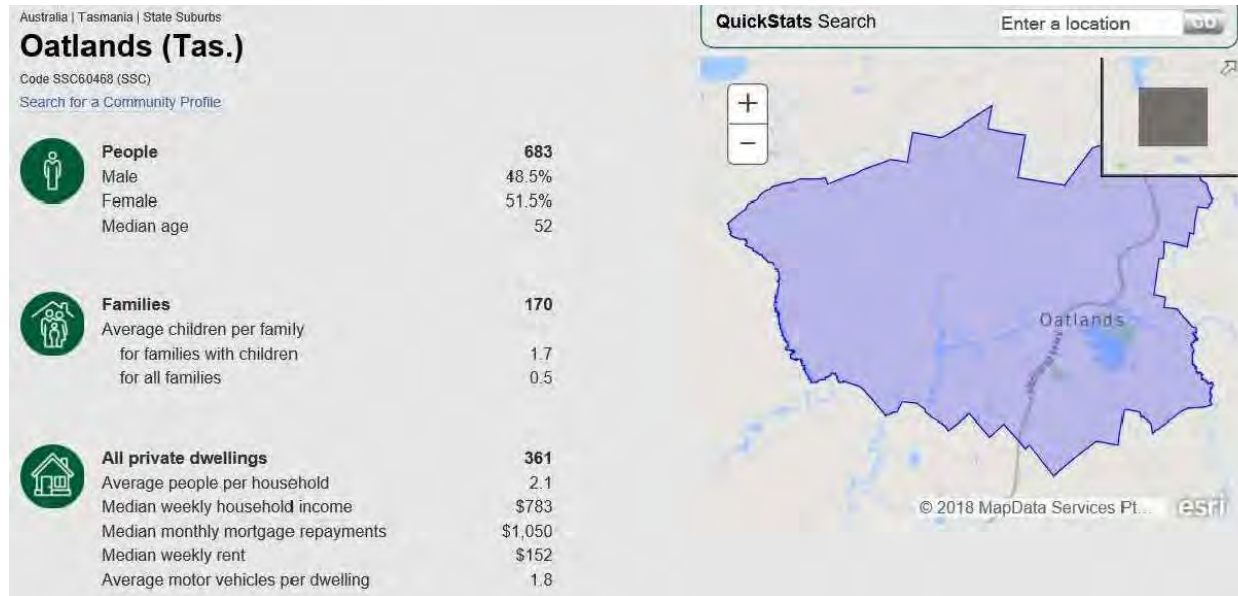 Australia | Tasmania | State Suburbs
Oatlands (Tas.)
Code SSC60468 (SSC)
Search for a Community Profile
People 683
Male 48.5%
Female 51.5%
Median age 52
Families 170
Average children per family
for families with children 1.7
for all families 0.5
All private dwellings 361
Average people per household 2.1
Median weekly household income $783
Median monthly mortgage repayments $1,050
Median weekly rent $152
Average motor vehicles per dwelling 1.8
QuickStats Search Enter a location GO
+
−
Oatlands
© 2018 MapData Services Pt... esri